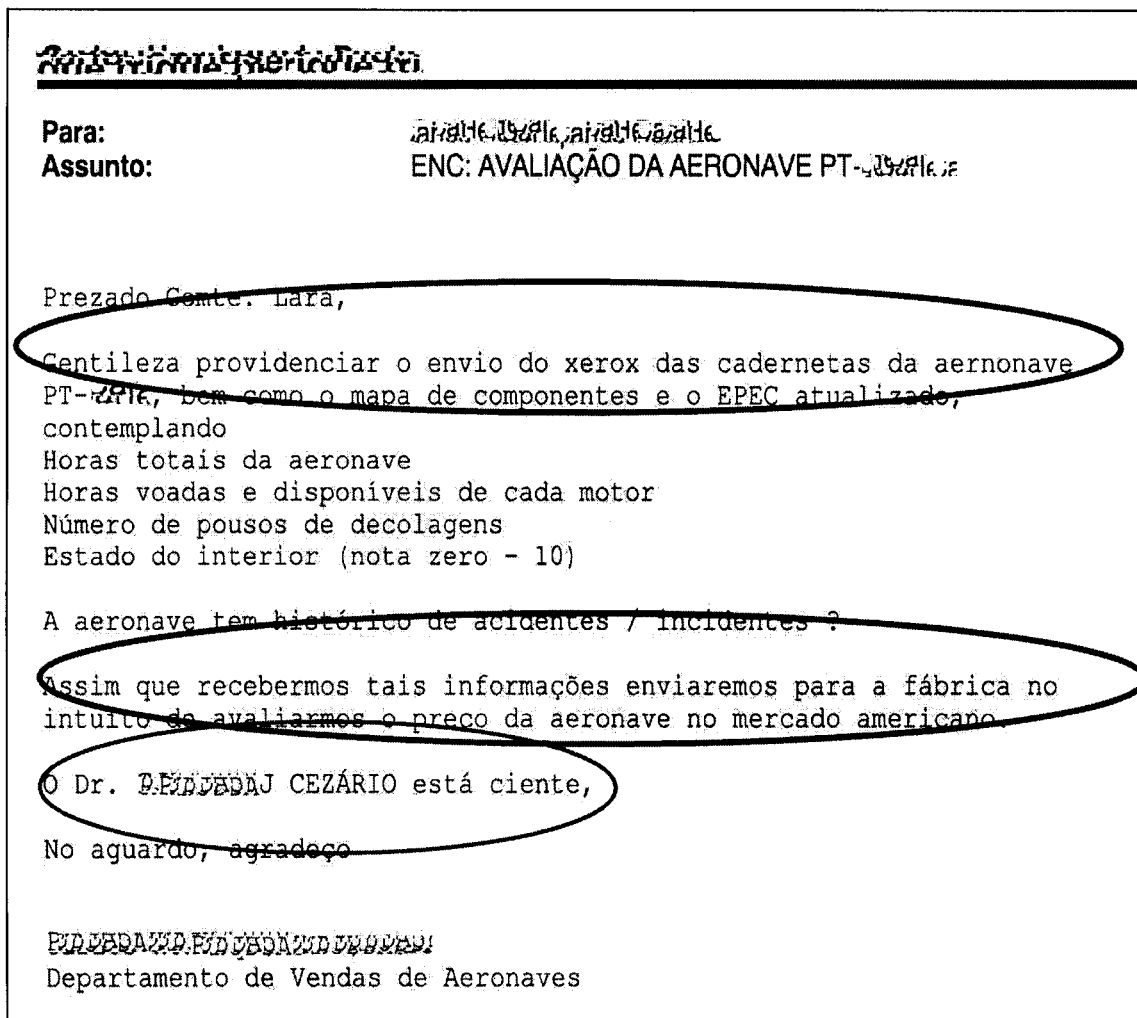 Para:
Assunto: ENC: AVALIAÇÃO DA AERONAVE PT-
Prezado Comte. Lara,
Gentileza providenciar o envio do xerox das cadernetas da aernonave
PT- , bem como o mapa de componentes e o EPEC atualizado,
contemplando
Horas totais da aeronave
Horas voadas e disponíveis de cada motor
Número de pousos de decolagens
Estado do interior (nota zero - 10)
A aeronave tem histórico de acidentes / incidentes ?
Assim que recebermos tais informações enviaremos para a fábrica no
intuito de avaliarmos o preço da aeronave no mercado americano.
O Dr. CEZÁRIO está ciente,
No aguardo, agradeço
Departamento de Vendas de Aeronaves